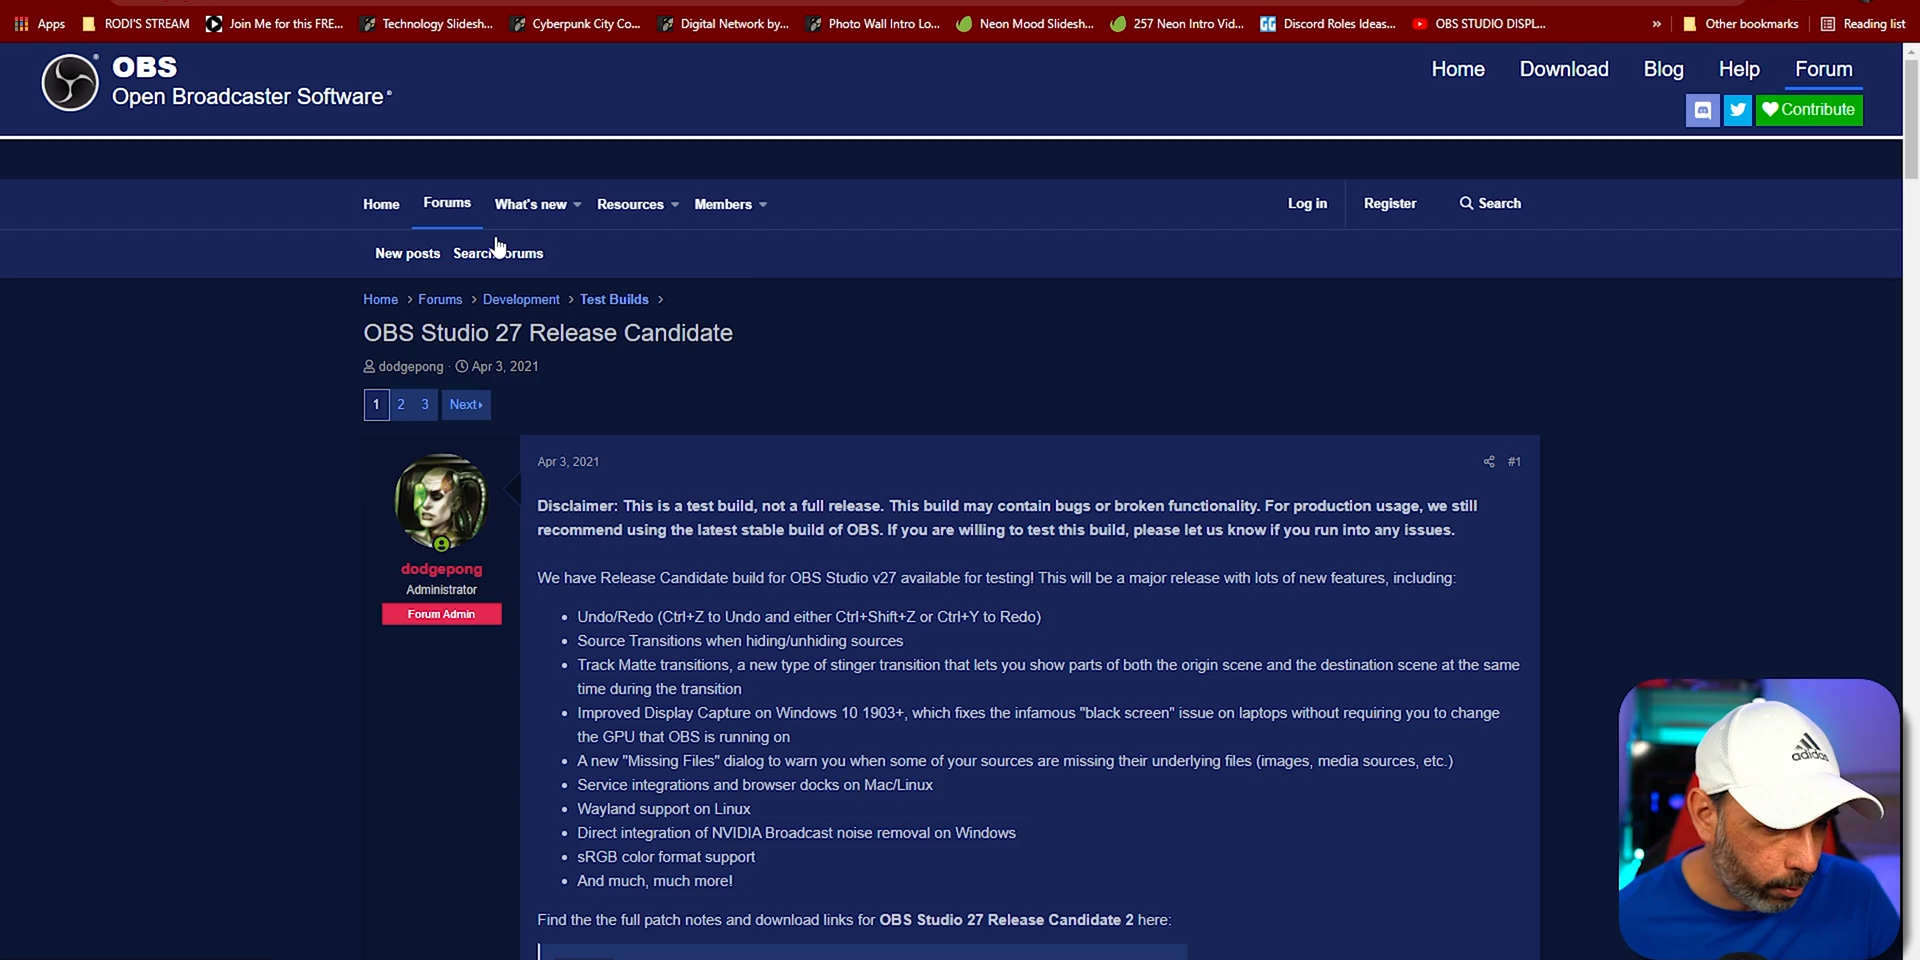 Apps RODI'S STREAM Join Me for this FRE... Technology Slidesh... Cyberpunk City Co... Digital Network by... Photo Wall Intro Lo... Neon Mood Slidesh... 257 Neon Intro Vid... Discord Roles Ideas... OBS STUDIO DISPL... » Other bookmarks Reading list
OBS
Open Broadcaster Software®
Home Download Blog Help Forum
Contribute
Home Forums What's new Resources Members Log in Register Search
New posts Search forums
Home › Forums › Development › Test Builds ›
OBS Studio 27 Release Candidate
dodgepong · Apr 3, 2021
1 2 3 Next
Apr 3, 2021 #1
Disclaimer: This is a test build, not a full release. This build may contain bugs or broken functionality. For production usage, we still
recommend using the latest stable build of OBS. If you are willing to test this build, please let us know if you run into any issues.
dodgepong
Administrator
Forum Admin
We have Release Candidate build for OBS Studio v27 available for testing! This will be a major release with lots of new features, including:
• Undo/Redo (Ctrl+Z to Undo and either Ctrl+Shift+Z or Ctrl+Y to Redo)
• Source Transitions when hiding/unhiding sources
• Track Matte transitions, a new type of stinger transition that lets you show parts of both the origin scene and the destination scene at the same
time during the transition
• Improved Display Capture on Windows 10 1903+, which fixes the infamous "black screen" issue on laptops without requiring you to change
the GPU that OBS is running on
• A new "Missing Files" dialog to warn you when some of your sources are missing their underlying files (images, media sources, etc.)
• Service integrations and browser docks on Mac/Linux
• Wayland support on Linux
• Direct integration of NVIDIA Broadcast noise removal on Windows
• sRGB color format support
• And much, much more!
Find the the full patch notes and download links for OBS Studio 27 Release Candidate 2 here:
adidas